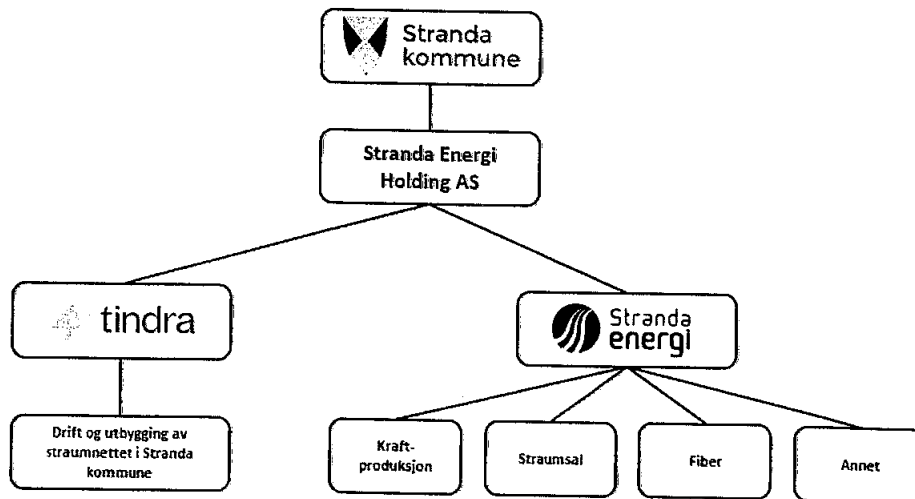 Stranda
kommune
Stranda Energi
Holding AS
tindra
Stranda
energi
Drift og utbygging av
straumnettet i Stranda
kommune
Kraft-
produksjon
Straumsal
Fiber
Annet